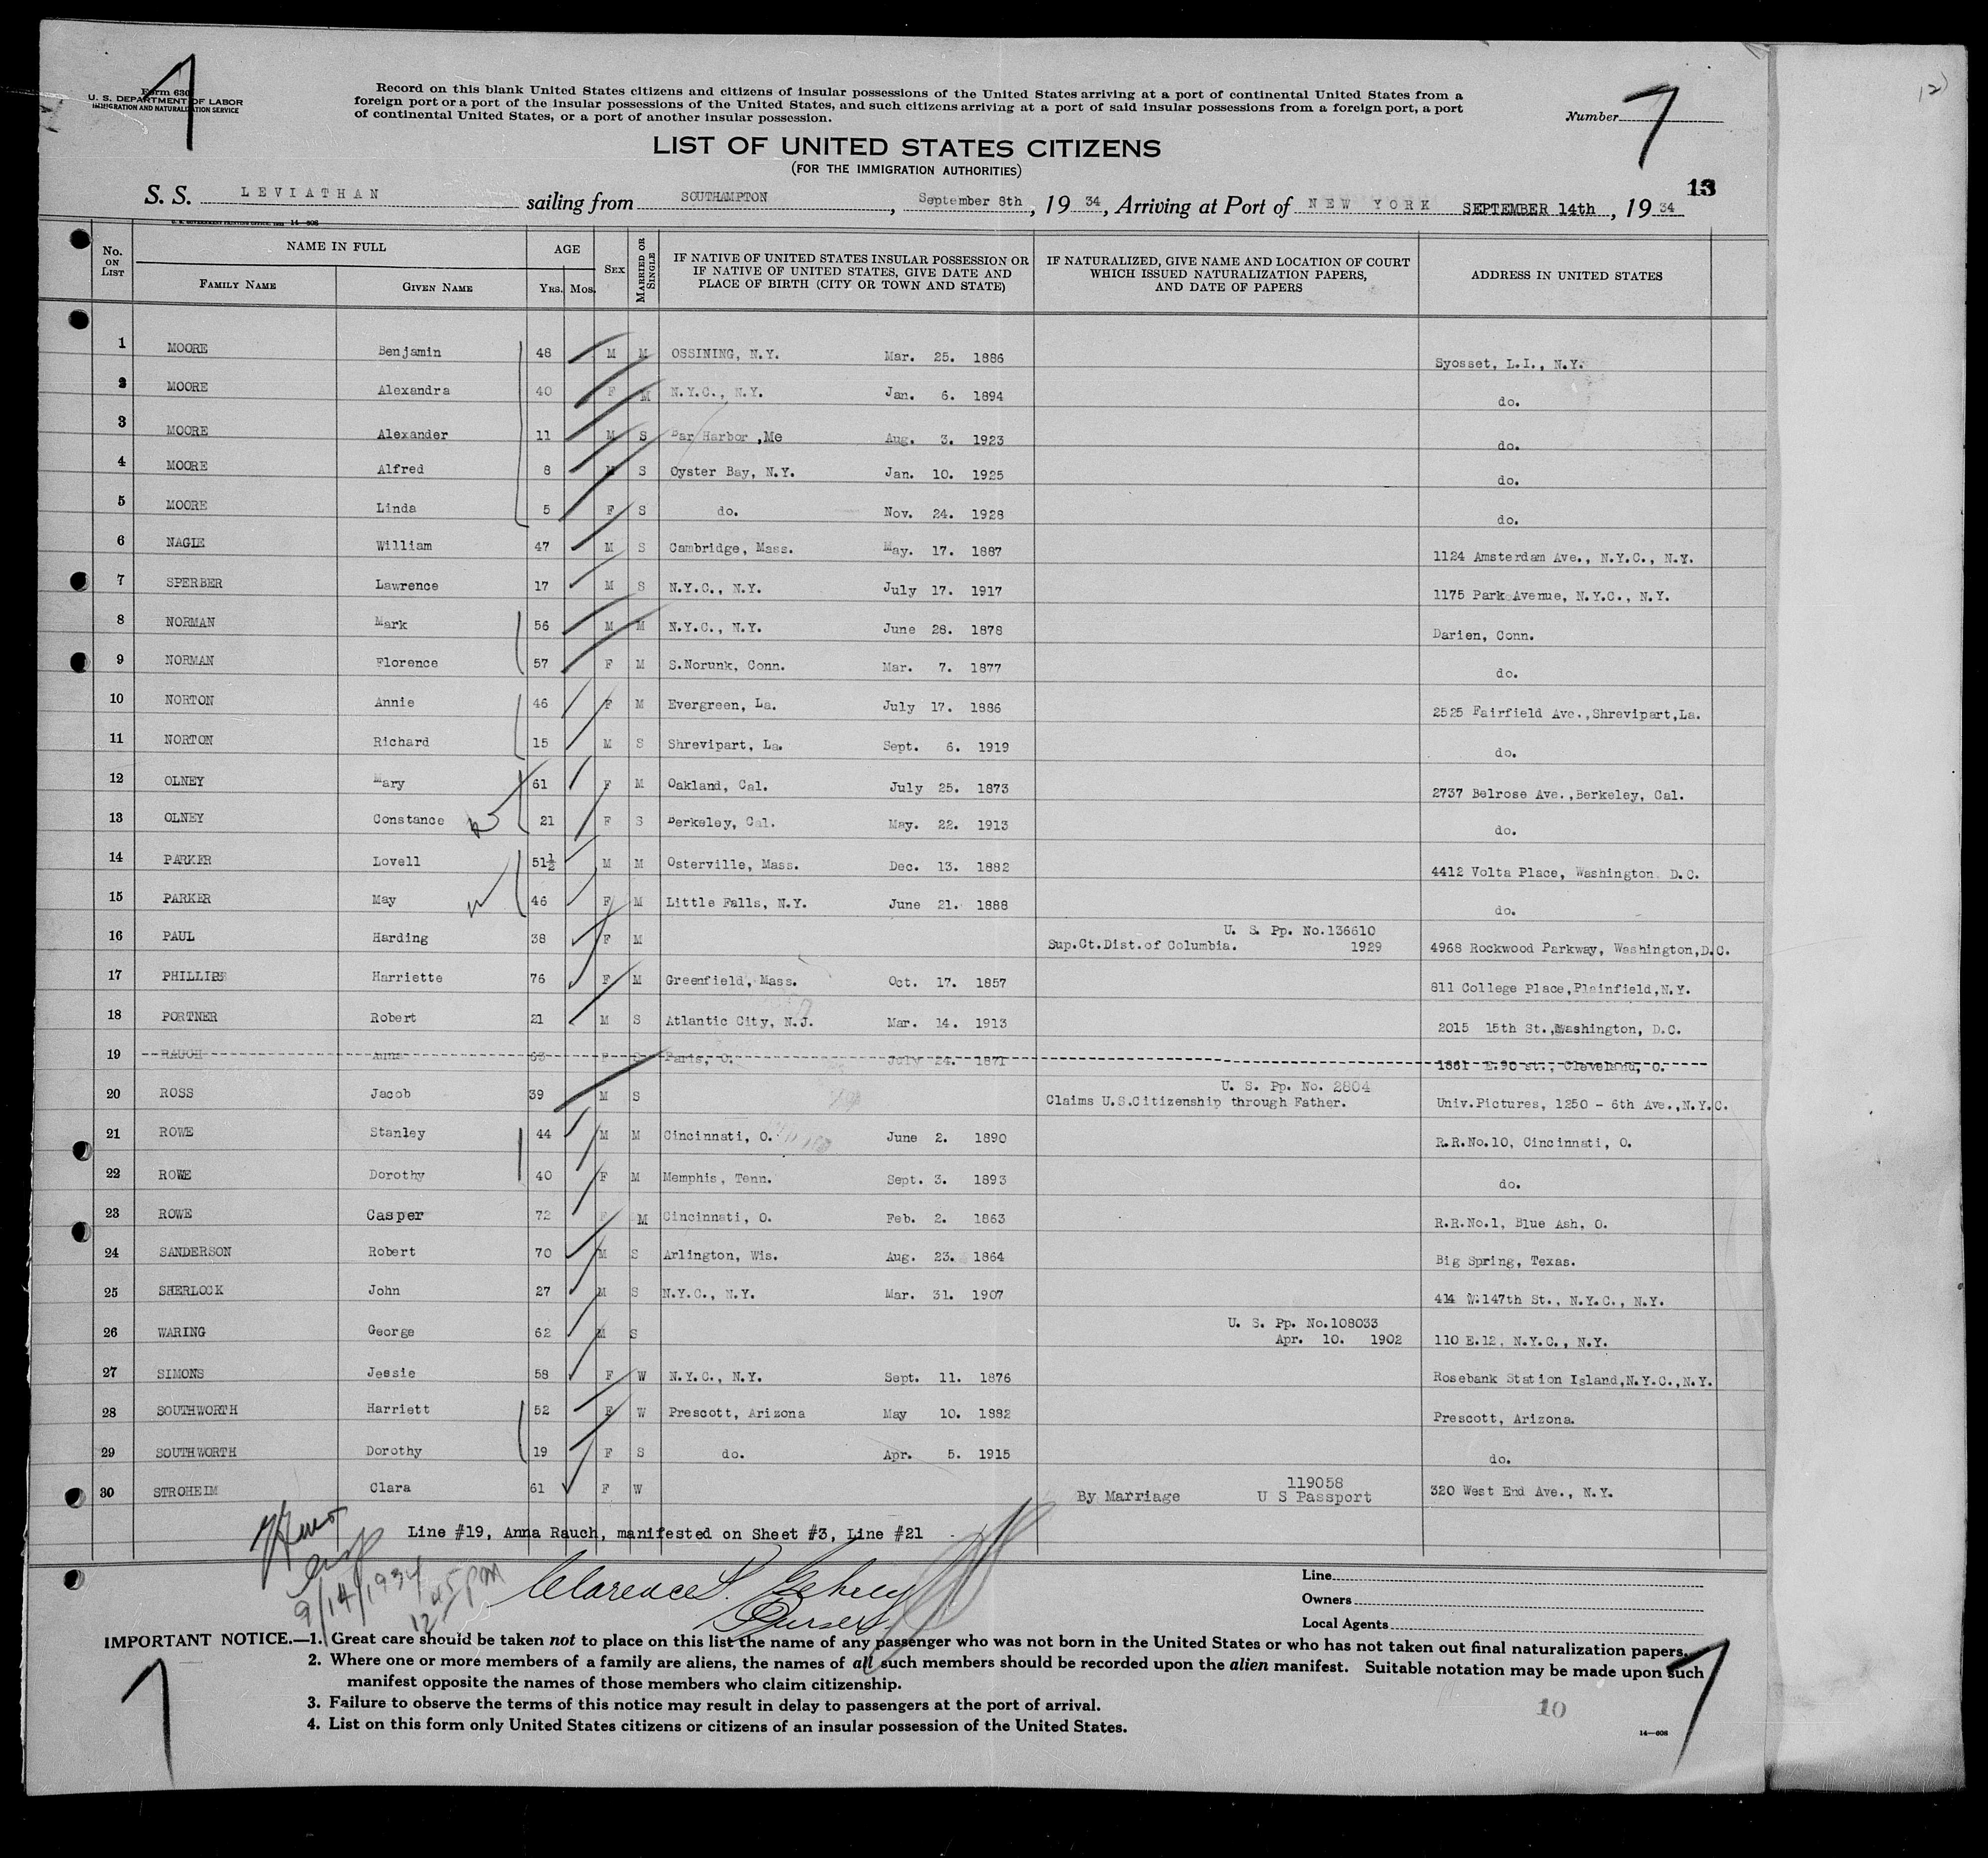 Form 630
U. S. DEPARTMENT OF LABOR
IMMIGRATION AND NATURALIZATION SERVICE
Record on this blank United States citizens and citizens of insular possessions of the United States arriving at a port of continental United States from a
foreign port or a port of the insular possessions of the United States, and such citizens arriving at a port of said insular possessions from a foreign port, a port
of continental United States, or a port of another insular possession.
Number 7
12
LIST OF UNITED STATES CITIZENS
(FOR THE IMMIGRATION AUTHORITIES)
13
S. S. LEVIATHAN sailing from SOUTHAMPTON, September 8th, 1934, Arriving at Port of NEW YORK SEPTEMBER 14th, 1934
U. S. GOVERNMENT PRINTING OFFICE 14-608
No. ON LIST NAME IN FULL AGE SEX MARRIED OR SINGLE IF NATIVE OF UNITED STATES INSULAR POSSESSION OR IF NATIVE OF UNITED STATES, GIVE DATE AND PLACE OF BIRTH (CITY OR TOWN AND STATE) IF NATURALIZED, GIVE NAME AND LOCATION OF COURT WHICH ISSUED NATURALIZATION PAPERS, AND DATE OF PAPERS ADDRESS IN UNITED STATES
FAMILY NAME GIVEN NAME YRS. MOS.
1 MOORE Benjamin 48 M M OSSINING, N.Y. Mar. 25. 1886 Syosset, L.I., N.Y.
2 MOORE Alexandra 40 F M N.Y.C., N.Y. Jan. 6. 1894 do.
3 MOORE Alexander 11 M S Bar Harbor ,Me Aug. 3. 1923 do.
4 MOORE Alfred 8 M S Oyster Bay, N.Y. Jan. 10. 1925 do.
5 MOORE Linda 5 F S do. Nov. 24. 1928 do.
6 NAGLE William 47 M S Cambridge, Mass. May. 17. 1887 1124 Amsterdam Ave., N.Y.C., N.Y.
7 SPERBER Lawrence 17 M S N.Y.C., N.Y. July 17. 1917 1175 Park Avenue, N.Y.C., N.Y.
8 NORMAN Mark 56 M M N.Y.C., N.Y. June 28. 1878 Darien, Conn.
9 NORMAN Florence 57 F M S.Norunk, Conn. Mar. 7. 1877 do.
10 NORTON Annie 46 F M Evergreen, La. July 17. 1886 2525 Fairfield Ave.,Shrevipart,La.
11 NORTON Richard 15 M S Shrevipart, La. Sept. 6. 1919 do.
12 OLNEY Mary 61 F M Oakland, Cal. July 25. 1873 2737 Belrose Ave.,Berkeley, Cal.
13 OLNEY Constance 21 F S Berkeley, Cal. May. 22. 1913 do.
14 PARKER Lovell 51½ M M Osterville, Mass. Dec. 13. 1882 4412 Volta Place, Washington D.C.
15 PARKER May 46 F M Little Falls, N.Y. June 21. 1888 do.
16 PAUL Harding 38 F M U. S. Pp. No.136610 Sup.Ct.Dist.of Columbia. 1929 4968 Rockwood Parkway, Washington,D.C.
17 PHILLIPS Harriette 76 F M Greenfield, Mass. Oct. 17. 1857 811 College Place,Plainfield,N.Y.
18 PORTNER Robert 21 M S Atlantic City, N.J. Mar. 14. 1913 2015 15th St.,Washington, D.C.
19 RAUCH Anna 63 F S Paris, O. July 24. 1871 1861 E.90 st., Cleveland, O.
20 ROSS Jacob 39 M S U. S. Pp. No. 2804 Claims U.S.Citizenship through Father. Univ.Pictures, 1250 - 6th Ave.,N.Y.C.
21 ROWE Stanley 44 M M Cincinnati, O. June 2. 1890 R.R.No.10, Cincinnati, O.
22 ROWE Dorothy 40 F M Memphis, Tenn. Sept. 3. 1893 do.
23 ROWE Casper 72 F M Cincinnati, O. Feb. 2. 1863 R.R.No.1, Blue Ash, O.
24 SANDERSON Robert 70 M S Arlington, Wis. Aug. 23. 1864 Big Spring, Texas.
25 SHERLOCK John 27 M S N.Y.C., N.Y. Mar. 31. 1907 414 W.147th St., N.Y.C., N.Y.
26 WARING George 62 M S U. S. Pp. No.108033 Apr. 10. 1902 110 E.12, N.Y.C., N.Y.
27 SIMONS Jessie 58 F W N.Y.C., N.Y. Sept. 11. 1876 Rosebank Station Island,N.Y.C.,N.Y.
28 SOUTHWORTH Harriett 52 F W Prescott, Arizona May 10. 1882 Prescott, Arizona.
29 SOUTHWORTH Dorothy 19 F S do. Apr. 5. 1915 do.
30 STROHEIM Clara 61 F W By Marriage 119058 U S Passport 320 West End Ave., N.Y.
Line #19, Anna Rauch, manifested on Sheet #3, Line #21
9/14/1934
12 45 PM
Clarence
Purser
Line
Owners
Local Agents
IMPORTANT NOTICE.—1. Great care should be taken not to place on this list the name of any passenger who was not born in the United States or who has not taken out final naturalization papers.
2. Where one or more members of a family are aliens, the names of all such members should be recorded upon the alien manifest. Suitable notation may be made upon such
manifest opposite the names of those members who claim citizenship.
3. Failure to observe the terms of this notice may result in delay to passengers at the port of arrival.
4. List on this form only United States citizens or citizens of an insular possession of the United States.
10
14—608